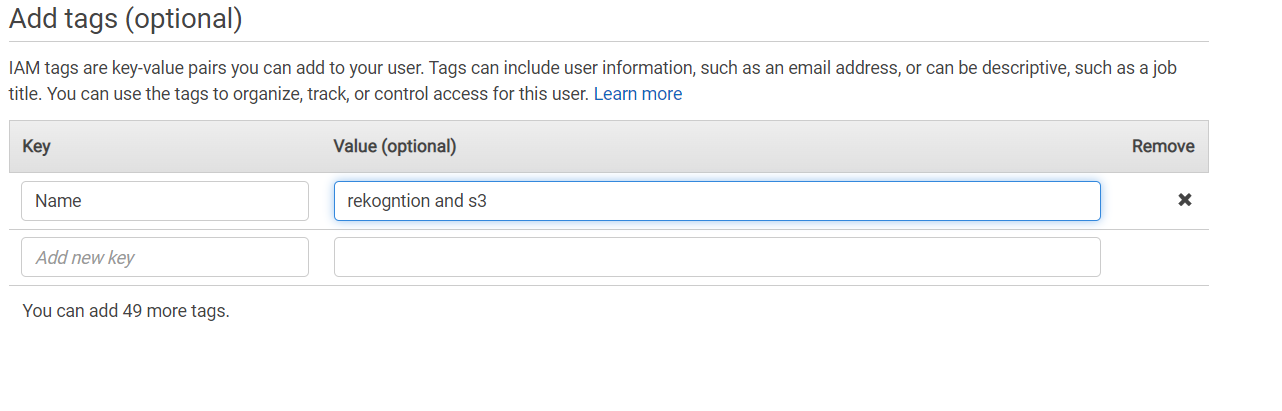 Add tags (optional)
IAM tags are key-value pairs you can add to your user. Tags can include user information, such as an email address, or can be descriptive, such as a job
title. You can use the tags to organize, track, or control access for this user. Learn more
Key Value (optional) Remove
Name rekogntion and s3
Add new key
You can add 49 more tags.